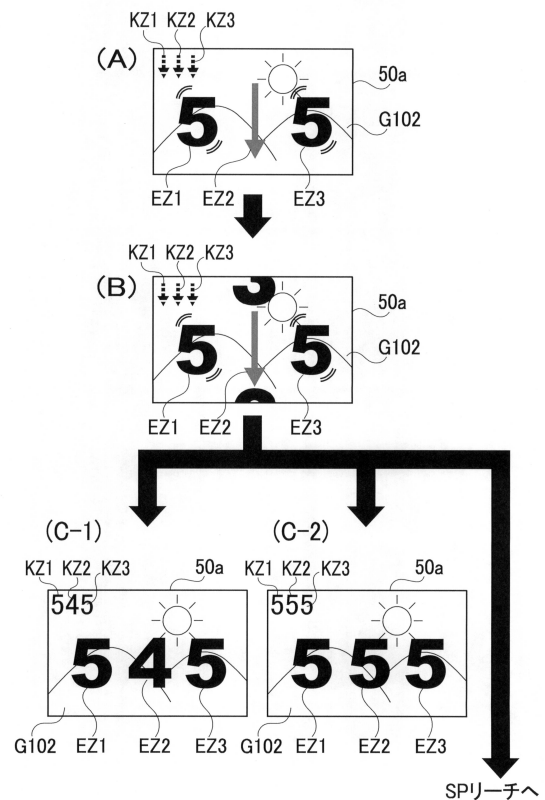 KZ1 KZ2 KZ3
(A)
50a
5 5
G102
EZ1 EZ2 EZ3
KZ1 KZ2 KZ3
(B)
3
50a
5 5
G102
EZ1 EZ2 EZ3
(C-1) (C-2)
KZ1 KZ2 KZ3 50a
545
5 4 5
G102 EZ1 EZ2 EZ3
KZ1 KZ2 KZ3 50a
555
5 5 5
G102 EZ1 EZ2 EZ3
SPリーチへ